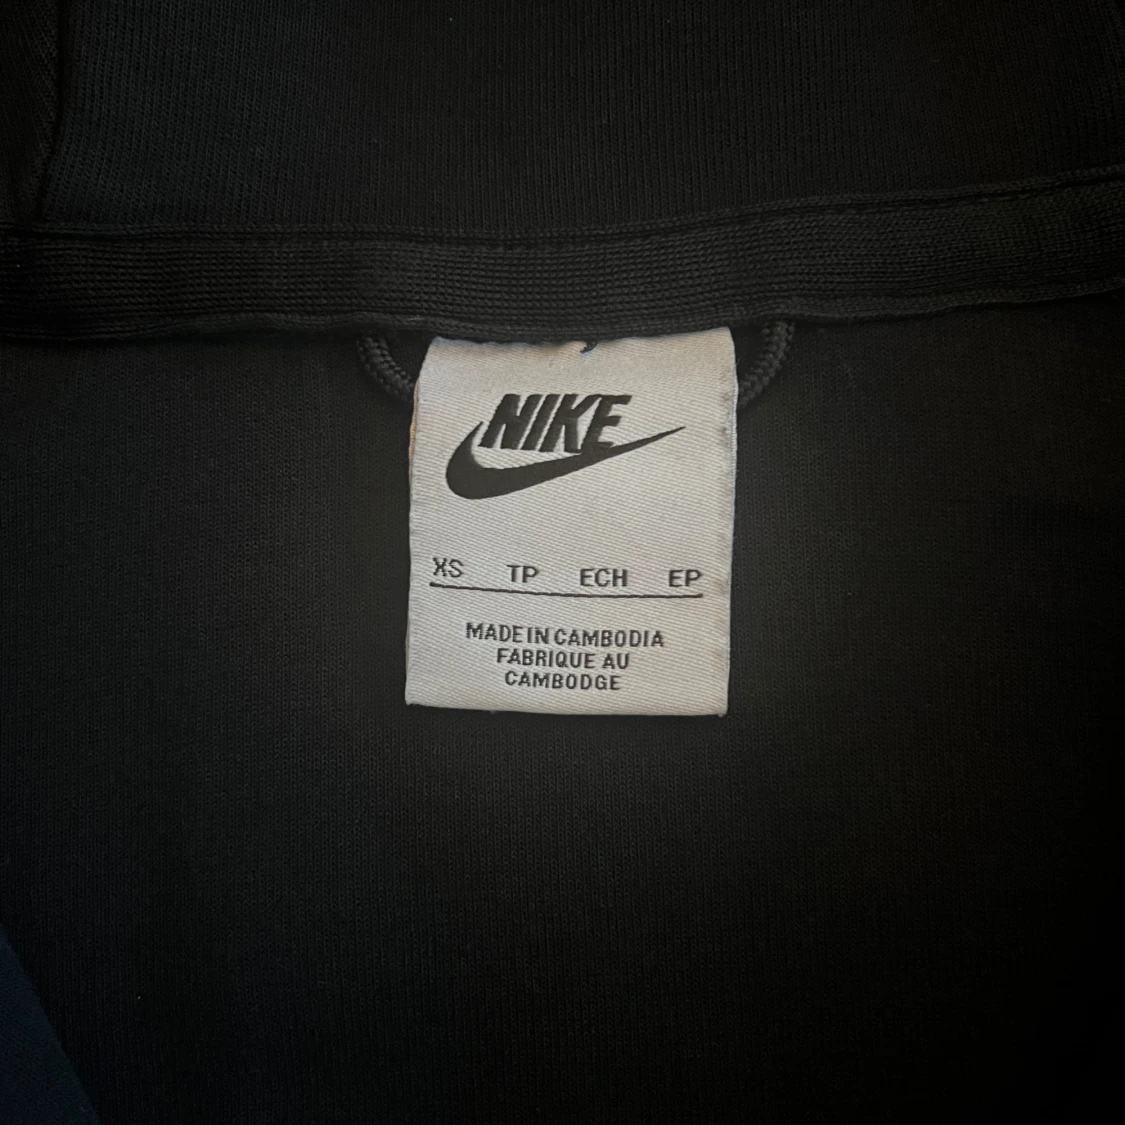 NIKE
XS TP ECH EP
MADE IN CAMBODIA
FABRIQUE AU
CAMBODGE